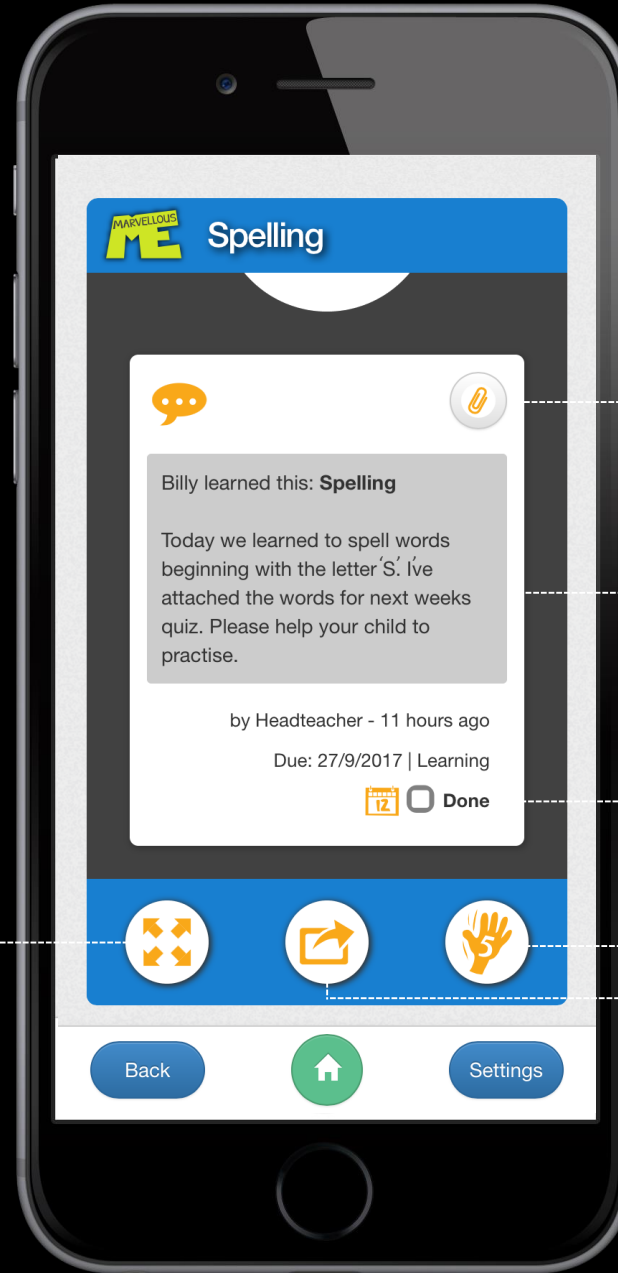 MARVELLOUS
ME
Spelling
Billy learned this: Spelling
Today we learned to spell words
beginning with the letter 'S'. I've
attached the words for next weeks
quiz. Please help your child to
practise.
by Headteacher - 11 hours ago
Due: 27/9/2017 | Learning
12
Done
5
Back
Settings